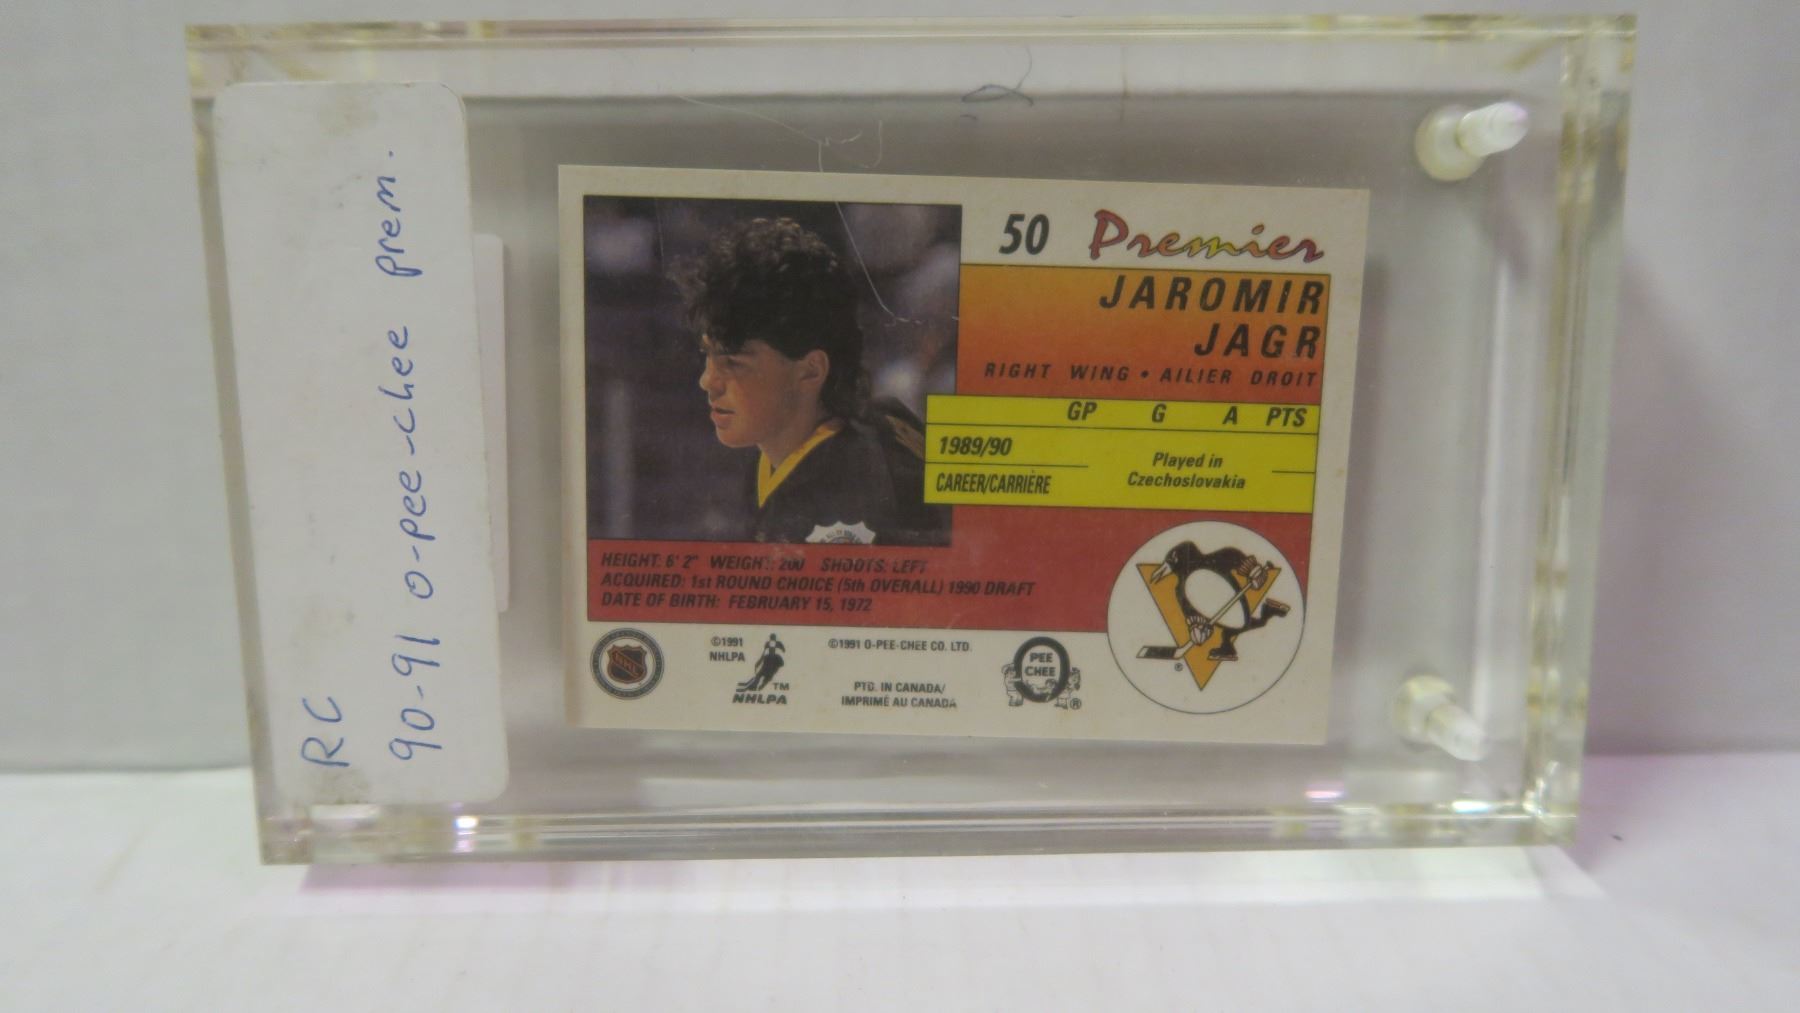 RC
90-91 O-Pee-Chee Prem.
50 Premier
JAROMIR
JAGR
RIGHT WING • AILIER DROIT
GP G A PTS
1989/90
CAREER/CARRIÈRE
Played in
Czechoslovakia
HEIGHT: 6' 2" WEIGHT: 200 SHOOTS: LEFT
ACQUIRED: 1st ROUND CHOICE (5th OVERALL) 1990 DRAFT
DATE OF BIRTH: FEBRUARY 15, 1972
NHL
©1991
NHLPA
TM
NHLPA
©1991 O-PEE-CHEE CO. LTD.
PTD. IN CANADA/
IMPRIMÉ AU CANADA
O
PEE
CHEE
®
®